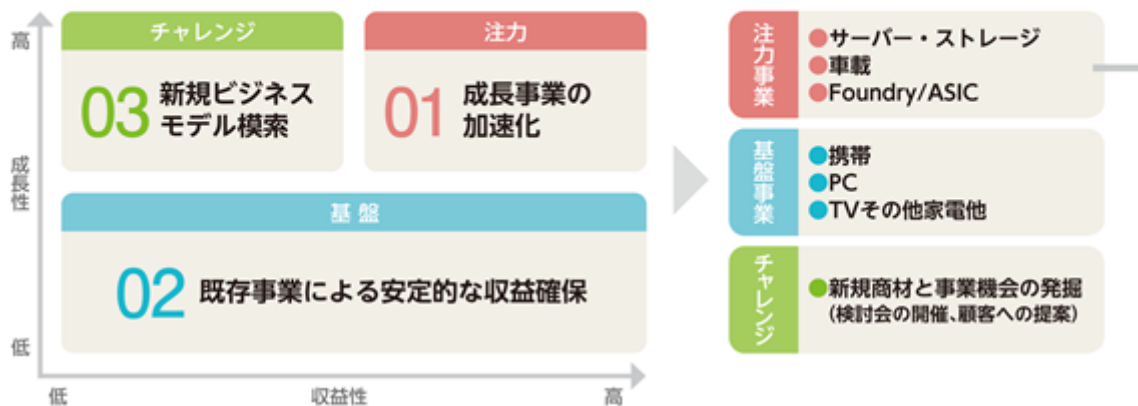 高
成長性
低
チャレンジ
03 新規ビジネス
モデル模索
注力
01 成長事業の
加速化
基盤
02 既存事業による安定的な収益確保
低
収益性
高
注力事業
●サーバー・ストレージ
●車載
●Foundry/ASIC
基盤事業
●携帯
●PC
●TVその他家電他
チャレンジ
●新規商材と事業機会の発掘
(検討会の開催、顧客への提案)